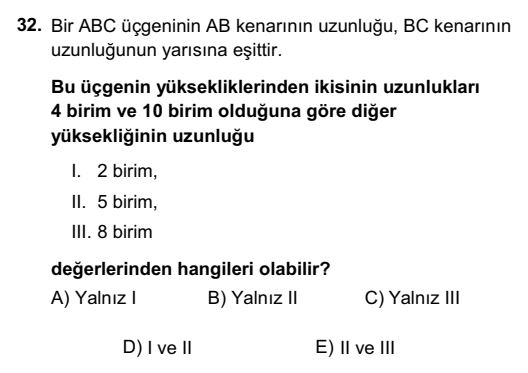 32. Bir ABC üçgeninin AB kenarının uzunluğu, BC kenarının
uzunluğunun yarısına eşittir.
Bu üçgenin yüksekliklerinden ikisinin uzunlukları
4 birim ve 10 birim olduğuna göre diğer
yüksekliğinin uzunluğu
I. 2 birim,
II. 5 birim,
III. 8 birim
değerlerinden hangileri olabilir?
A) Yalnız I B) Yalnız II C) Yalnız III
D) I ve II E) II ve III